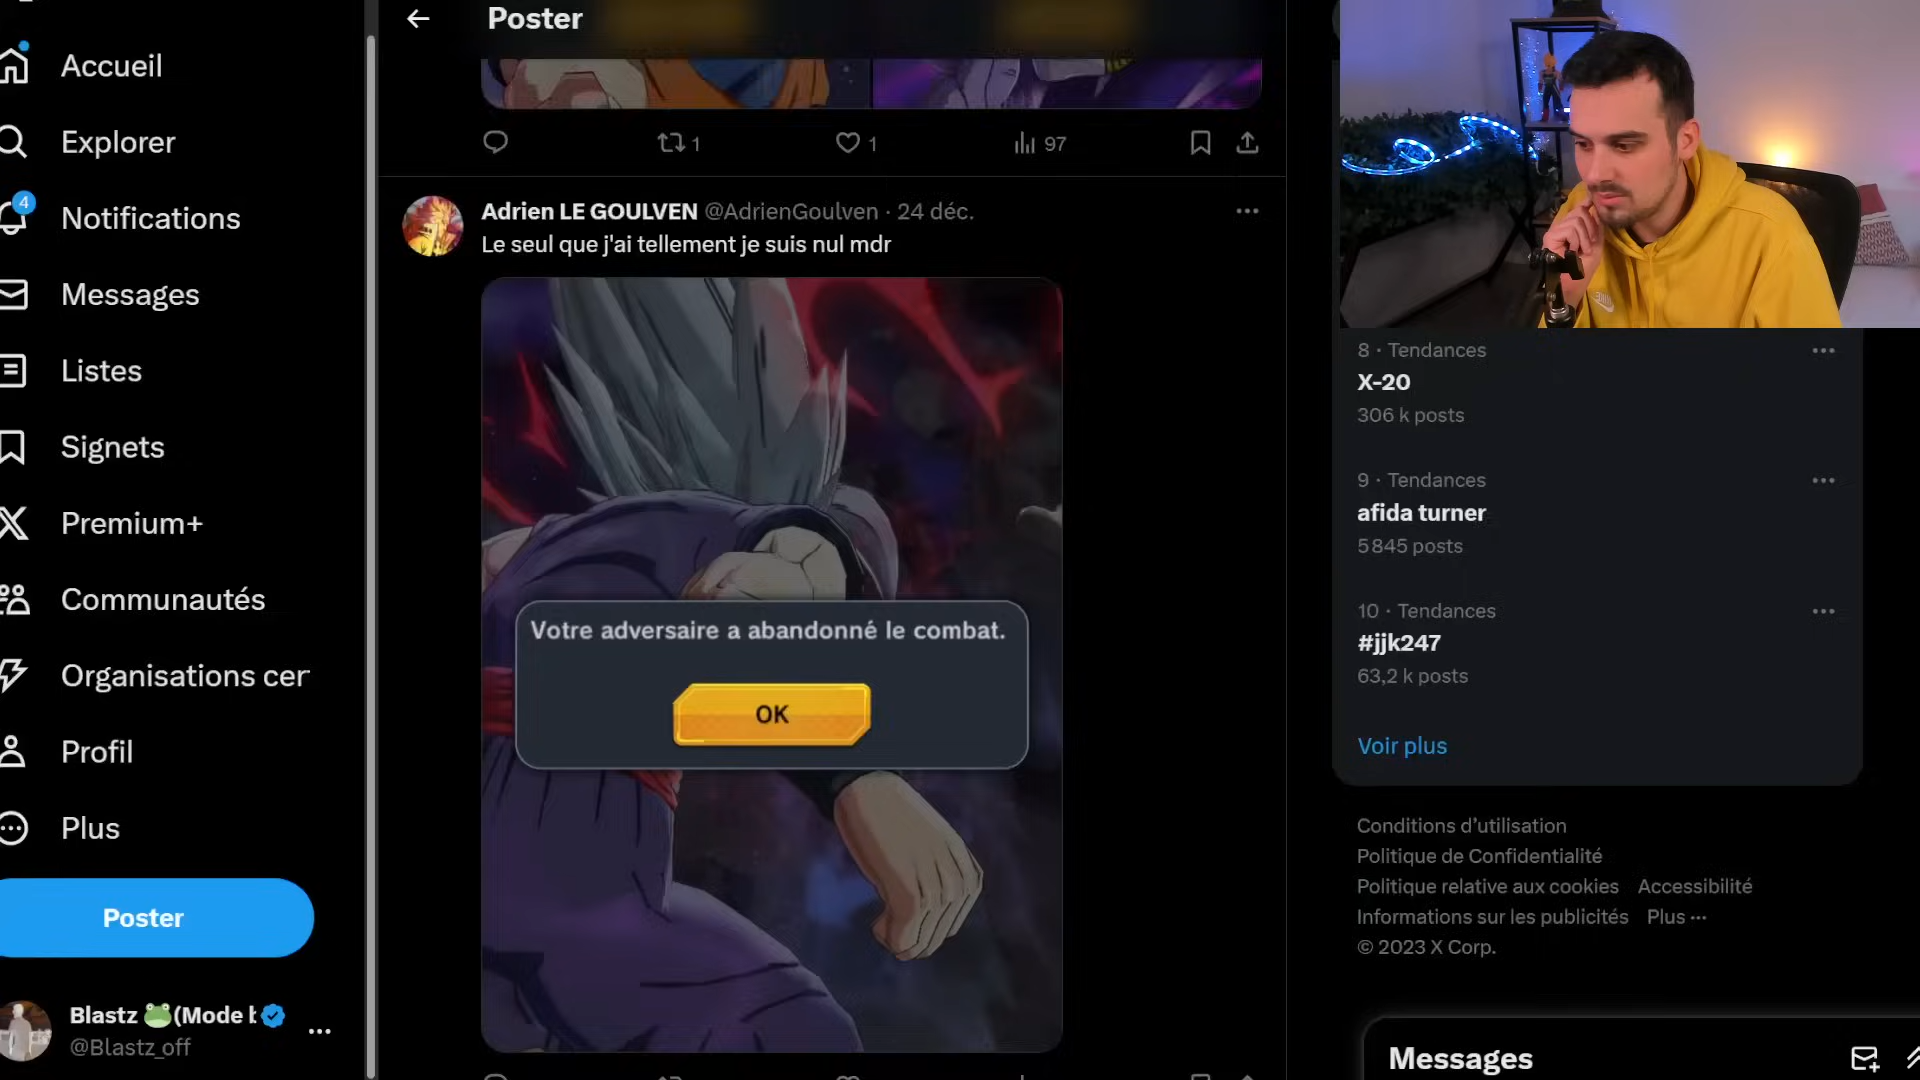 Accueil
Explorer
4
Notifications
Messages
Listes
Signets
Premium+
Communautés
Organisations cer
Profil
Plus
Poster
Blastz 🐸(Mode
@Blastz_off
Poster
1
1
97
Adrien LE GOULVEN @AdrienGoulven · 24 déc.
Le seul que j'ai tellement je suis nul mdr
Votre adversaire a abandonné le combat.
OK
8 · Tendances
X-20
306 k posts
9 · Tendances
afida turner
5 845 posts
10 · Tendances
#jjk247
63,2 k posts
Voir plus
Conditions d’utilisation
Politique de Confidentialité
Politique relative aux cookies Accessibilité
Informations sur les publicités Plus ···
© 2023 X Corp.
Messages